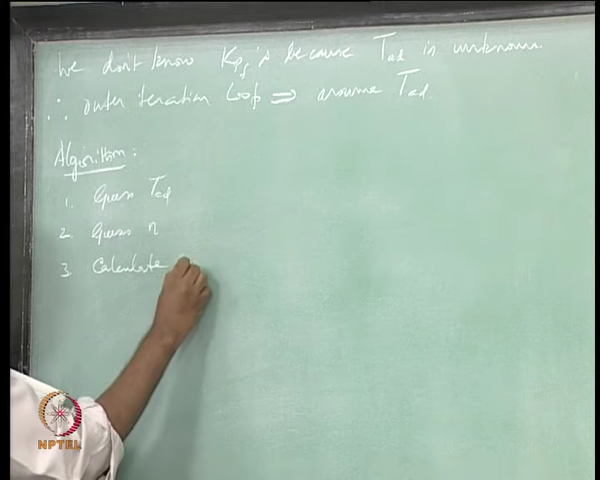 We don't know Kp,s because Tad is unknown.
∴ outer iteration loop ⇒ assume Tad.
Algorithm:
1. Guess Tad
2. Guess n
3. Calculate
NPTEL